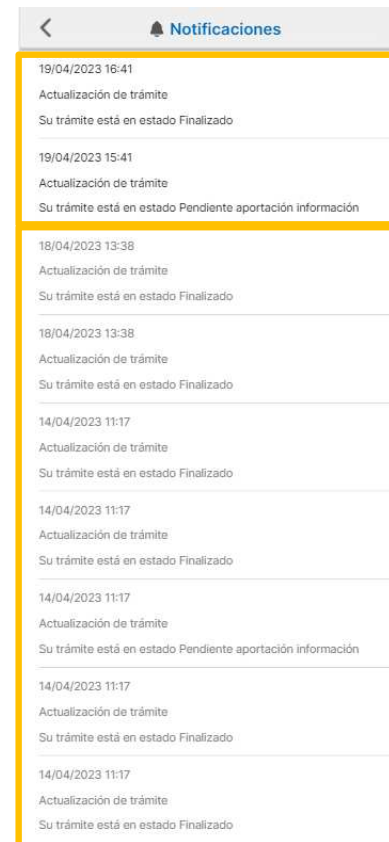 Notificaciones
19/04/2023 16:41
Actualización de trámite
Su trámite está en estado Finalizado
19/04/2023 15:41
Actualización de trámite
Su trámite está en estado Pendiente aportación información
18/04/2023 13:38
Actualización de trámite
Su trámite está en estado Finalizado
18/04/2023 13:38
Actualización de trámite
Su trámite está en estado Finalizado
14/04/2023 11:17
Actualización de trámite
Su trámite está en estado Finalizado
14/04/2023 11:17
Actualización de trámite
Su trámite está en estado Finalizado
14/04/2023 11:17
Actualización de trámite
Su trámite está en estado Pendiente aportación información
14/04/2023 11:17
Actualización de trámite
Su trámite está en estado Finalizado
14/04/2023 11:17
Actualización de trámite
Su trámite está en estado Finalizado